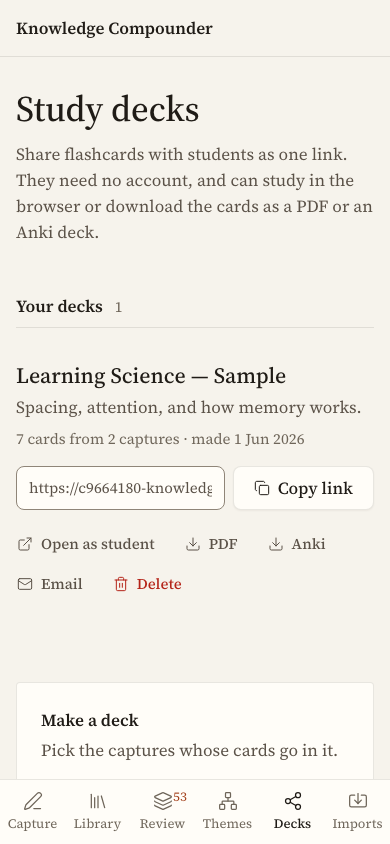 Knowledge Compounder
Study decks
Share flashcards with students as one link.
They need no account, and can study in the
browser or download the cards as a PDF or an
Anki deck.
Your decks 1
Learning Science — Sample
Spacing, attention, and how memory works.
7 cards from 2 captures · made 1 Jun 2026
https://c9664180-knowledg
Copy link
Open as student PDF Anki
Email Delete
Make a deck
Pick the captures whose cards go in it.
53
Capture Library Review Themes Decks Imports